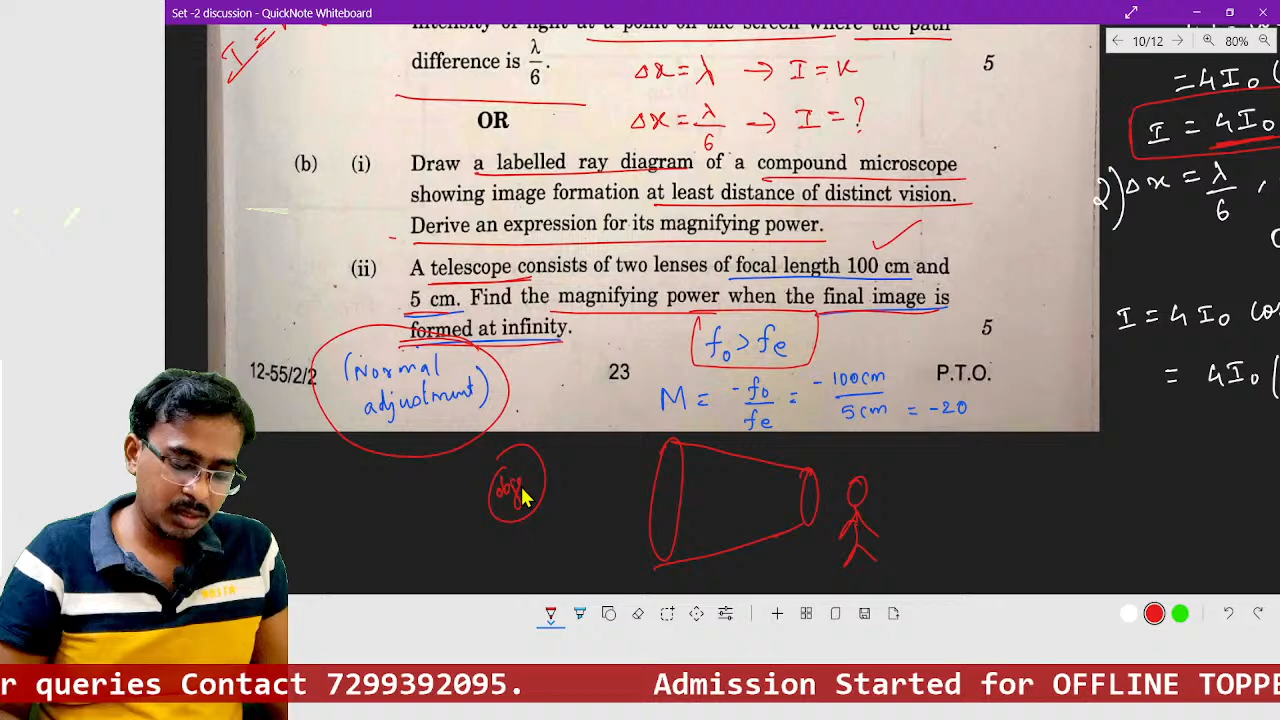 Set -2 discussion - QuickNote Whiteboard
10/12 80%
difference is λ/6. 5
Δx = λ → I = K
OR
Δx = λ/6 → I = ?
(b) (i) Draw a labelled ray diagram of a compound microscope
showing image formation at least distance of distinct vision.
Derive an expression for its magnifying power.
(ii) A telescope consists of two lenses of focal length 100 cm and
5 cm. Find the magnifying power when the final image is
formed at infinity. 5
fo > fe
(Normal
adjustment)
12-55/2/2 23 P.T.O.
M = -fo/fe = -100cm/5cm = -20
= 4I0
I = 4I0
2) Δx = λ/6 ,
I = 4I0 co
= 4I0 (
r queries Contact 7299392095. Admission Started for OFFLINE TOPPE